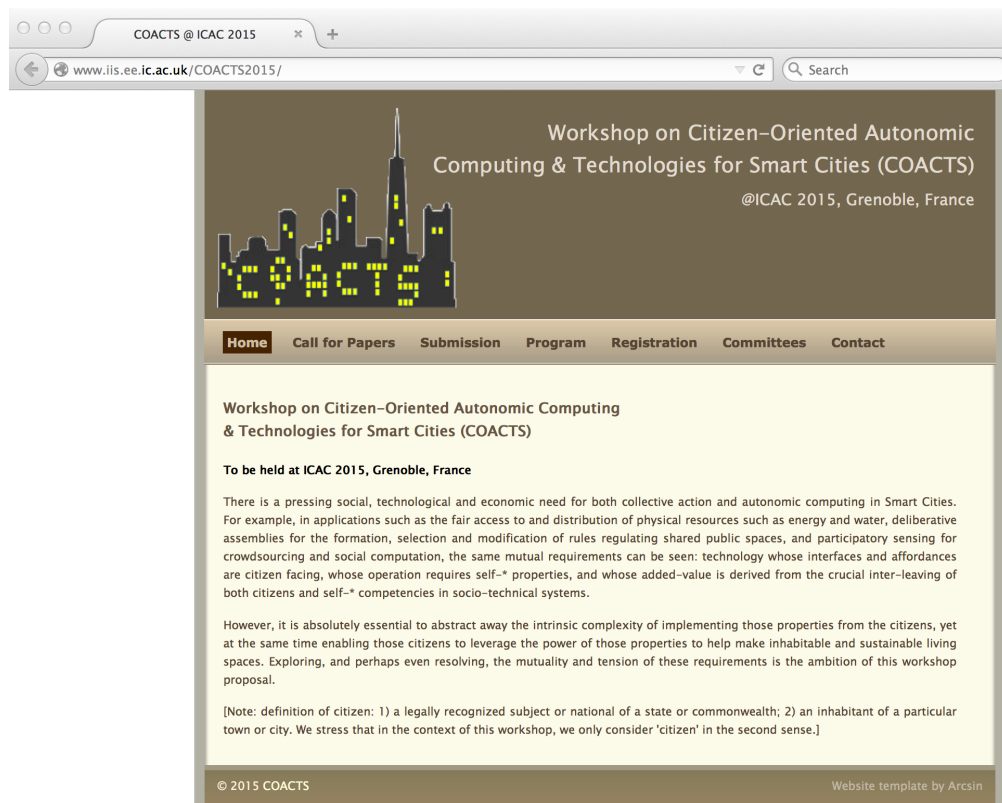 COACTS @ ICAC 2015
www.iis.ee.ic.ac.uk/COACTS2015/
Search
Workshop on Citizen-Oriented Autonomic
Computing & Technologies for Smart Cities (COACTS)
@ICAC 2015, Grenoble, France
COACTS
Home Call for Papers Submission Program Registration Committees Contact
Workshop on Citizen-Oriented Autonomic Computing
& Technologies for Smart Cities (COACTS)
To be held at ICAC 2015, Grenoble, France
There is a pressing social, technological and economic need for both collective action and autonomic computing in Smart Cities.
For example, in applications such as the fair access to and distribution of physical resources such as energy and water, deliberative
assemblies for the formation, selection and modification of rules regulating shared public spaces, and participatory sensing for
crowdsourcing and social computation, the same mutual requirements can be seen: technology whose interfaces and affordances
are citizen facing, whose operation requires self-* properties, and whose added-value is derived from the crucial inter-leaving of
both citizens and self-* competencies in socio-technical systems.
However, it is absolutely essential to abstract away the intrinsic complexity of implementing those properties from the citizens, yet
at the same time enabling those citizens to leverage the power of those properties to help make inhabitable and sustainable living
spaces. Exploring, and perhaps even resolving, the mutuality and tension of these requirements is the ambition of this workshop
proposal.
[Note: definition of citizen: 1) a legally recognized subject or national of a state or commonwealth; 2) an inhabitant of a particular
town or city. We stress that in the context of this workshop, we only consider 'citizen' in the second sense.]
© 2015 COACTS
Website template by Arcsin